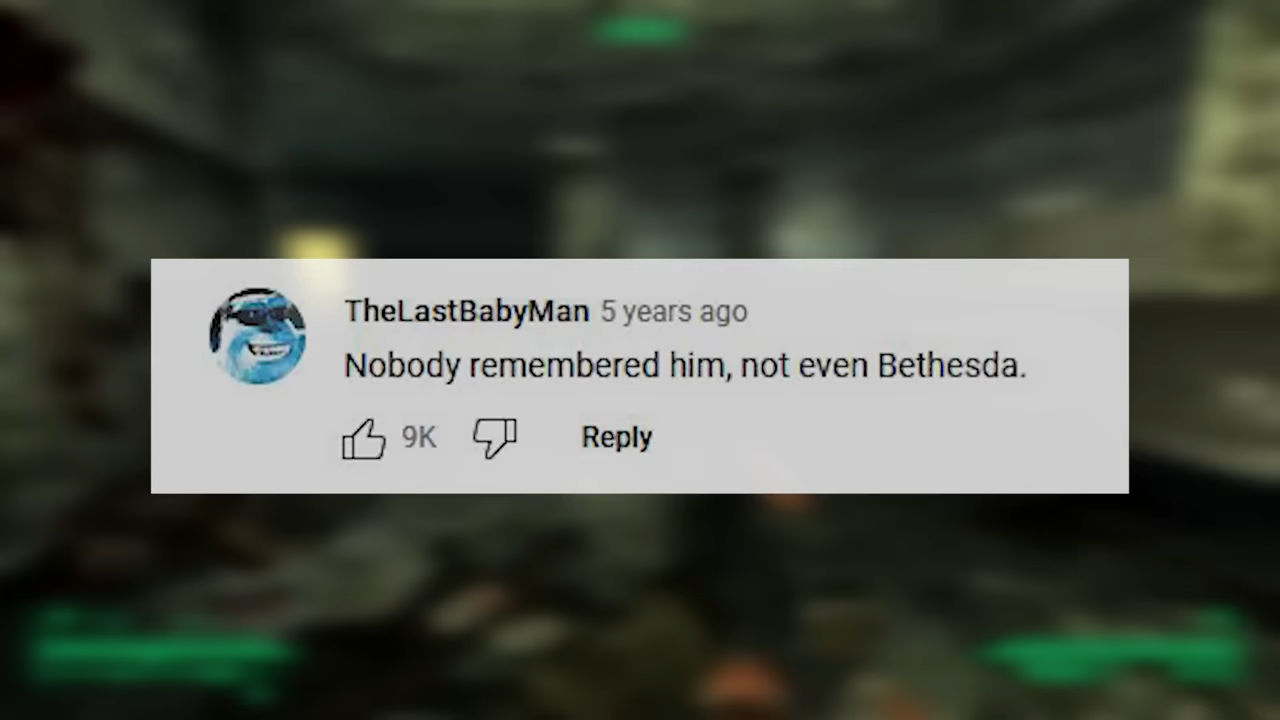 TheLastBabyMan 5 years ago
Nobody remembered him, not even Bethesda.
9K Reply